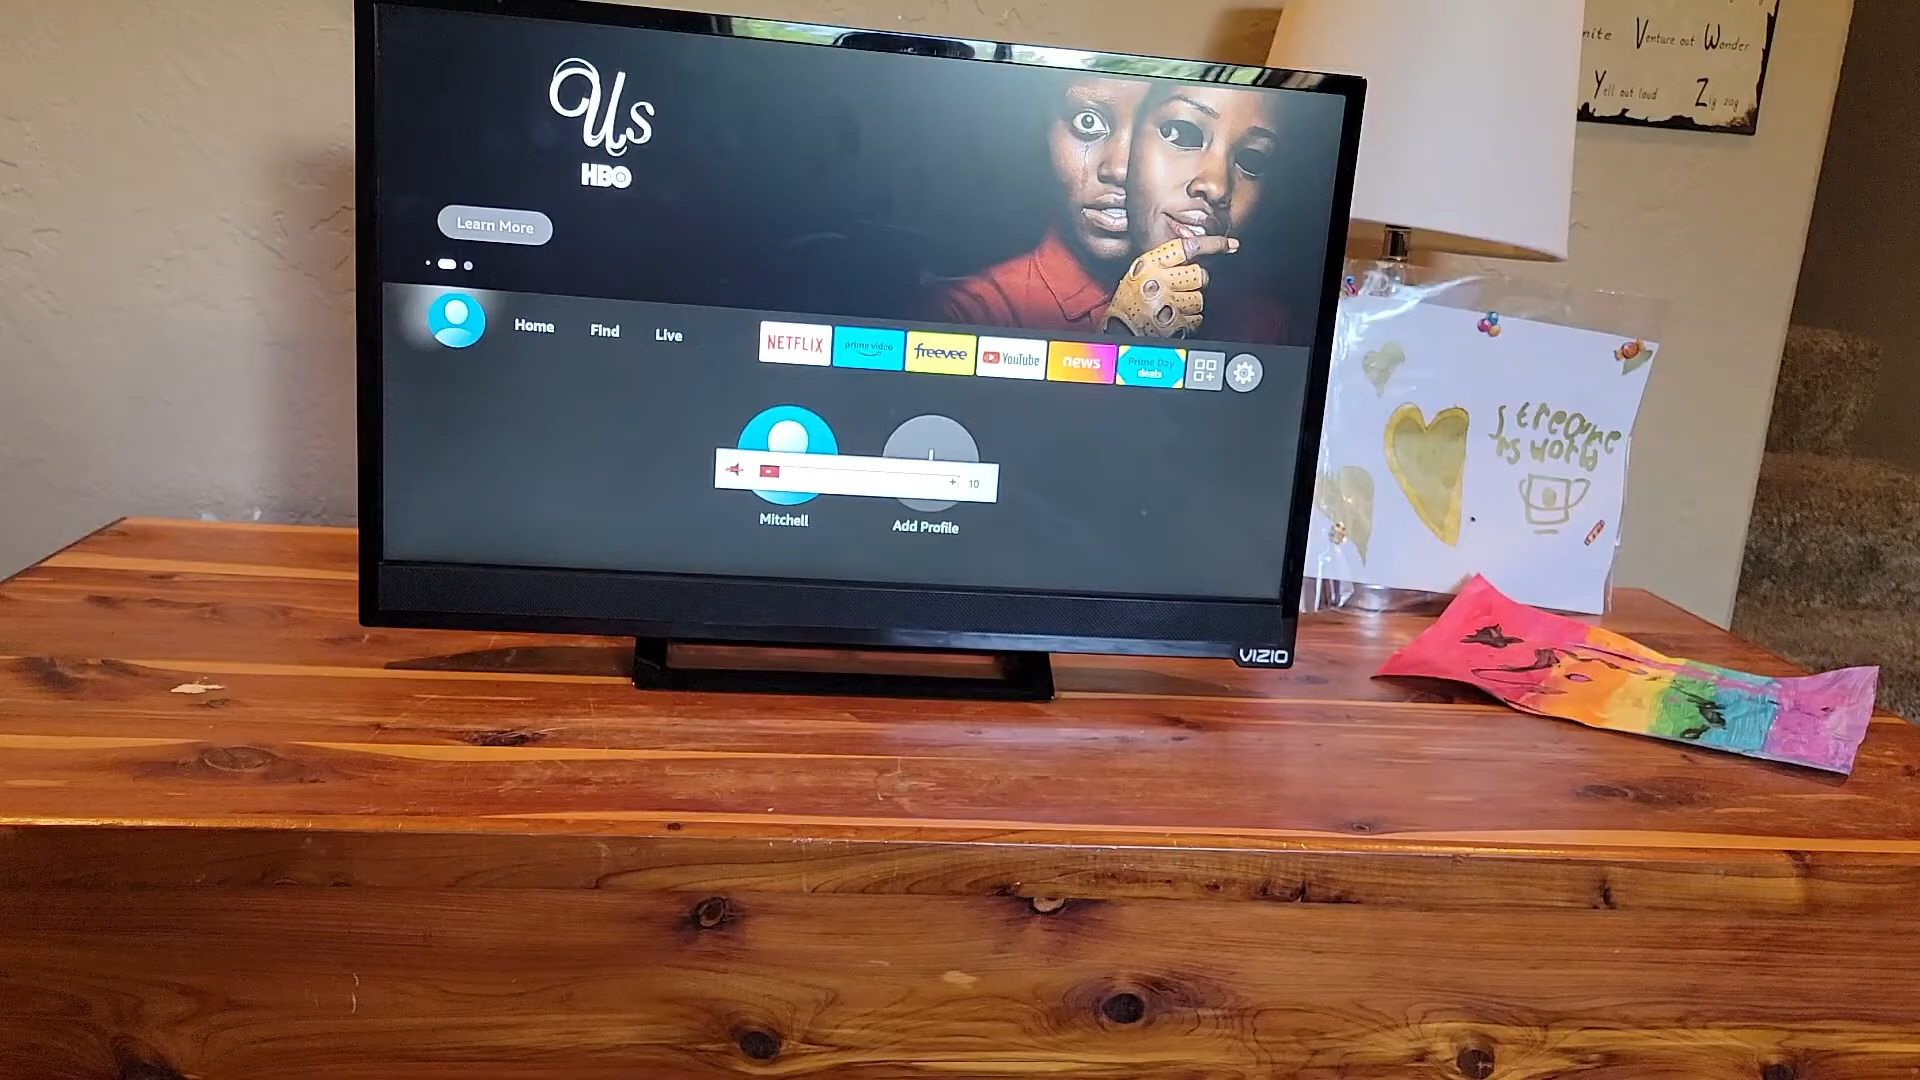 Us
HBO
Learn More
Home Find Live
NETFLIX
prime video
freevee
YouTube
news
Prime Day
deals
10
Mitchell
Add Profile
VIZIO
Venture out Wonder
Yell out loud Zig zag